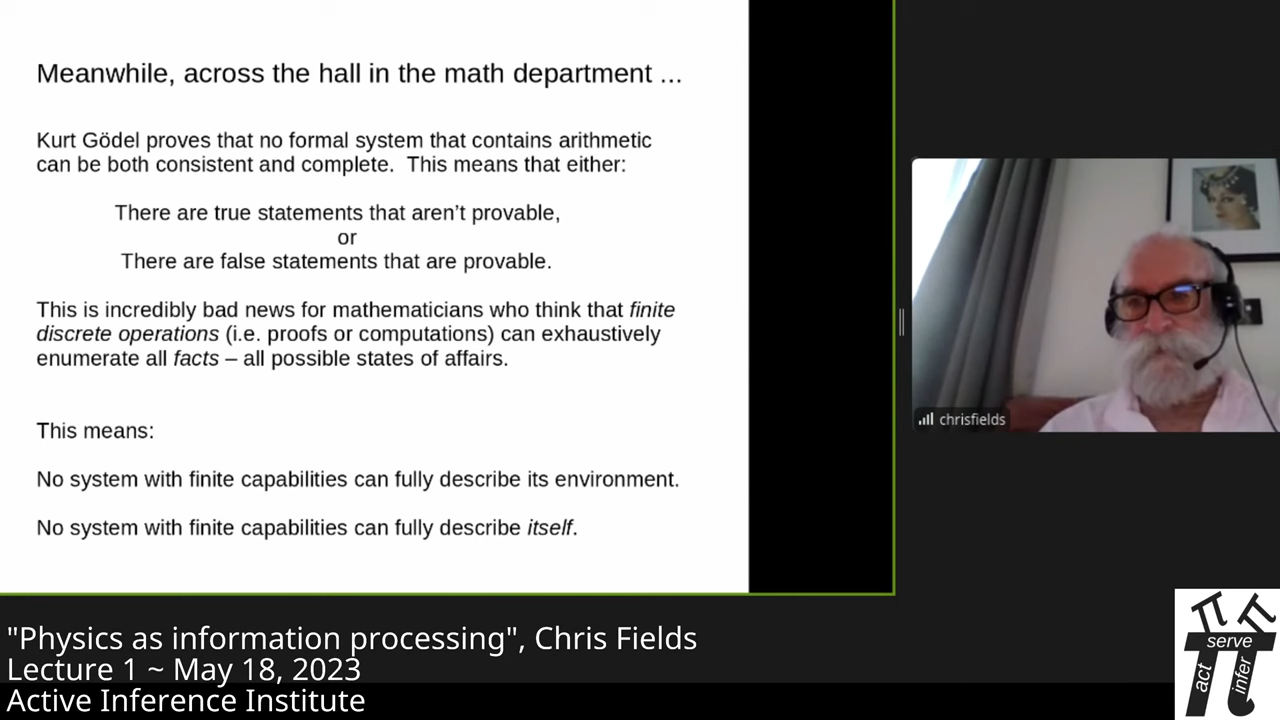 Meanwhile, across the hall in the math department ...
Kurt Gödel proves that no formal system that contains arithmetic
can be both consistent and complete.  This means that either:
There are true statements that aren't provable,
or
There are false statements that are provable.
This is incredibly bad news for mathematicians who think that finite
discrete operations (i.e. proofs or computations) can exhaustively
enumerate all facts – all possible states of affairs.
This means:
No system with finite capabilities can fully describe its environment.
No system with finite capabilities can fully describe itself.
chrisfields
"Physics as information processing", Chris Fields
Lecture 1 ~ May 18, 2023
Active Inference Institute
serve
act
infer